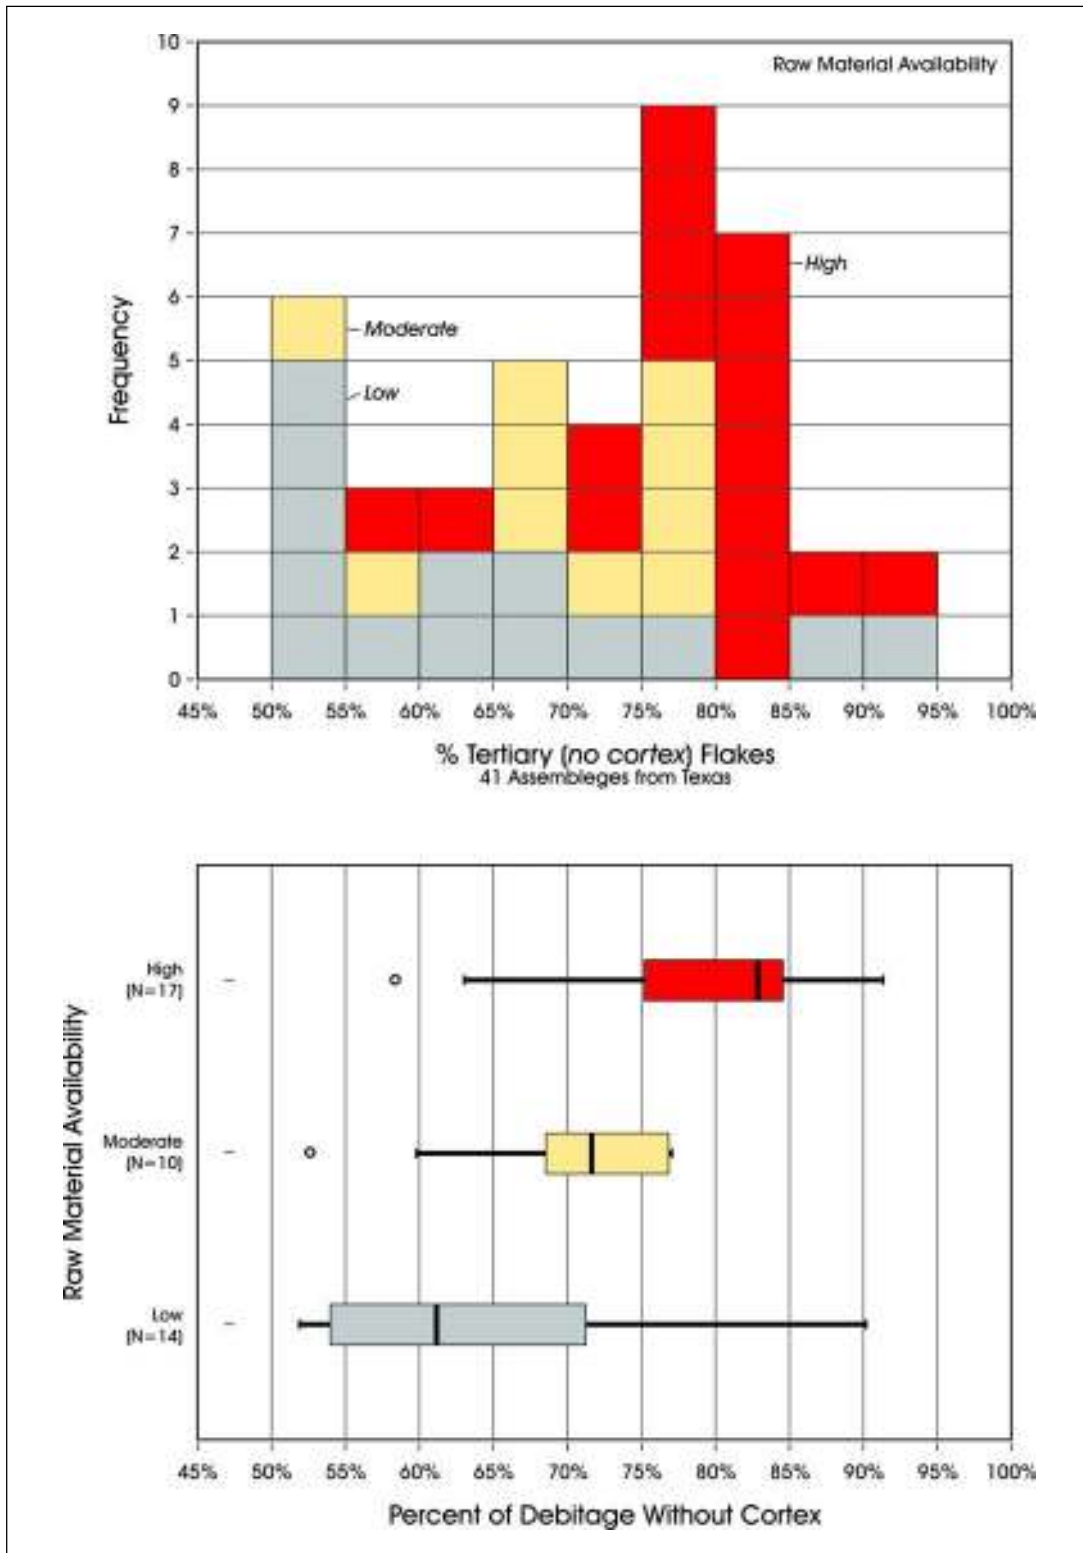 Raw Material Availability
10
9
8
7
6
5
4
3
2
1
0
Frequency
High
Moderate
Low
45% 50% 55% 60% 65% 70% 75% 80% 85% 90% 95% 100%
% Tertiary (no cortex) Flakes
41 Assembleges from Texas
Raw Material Availability
High
(N=17)
Moderate
(N=10)
Low
(N=14)
45% 50% 55% 60% 65% 70% 75% 80% 85% 90% 95% 100%
Percent of Debitage Without Cortex